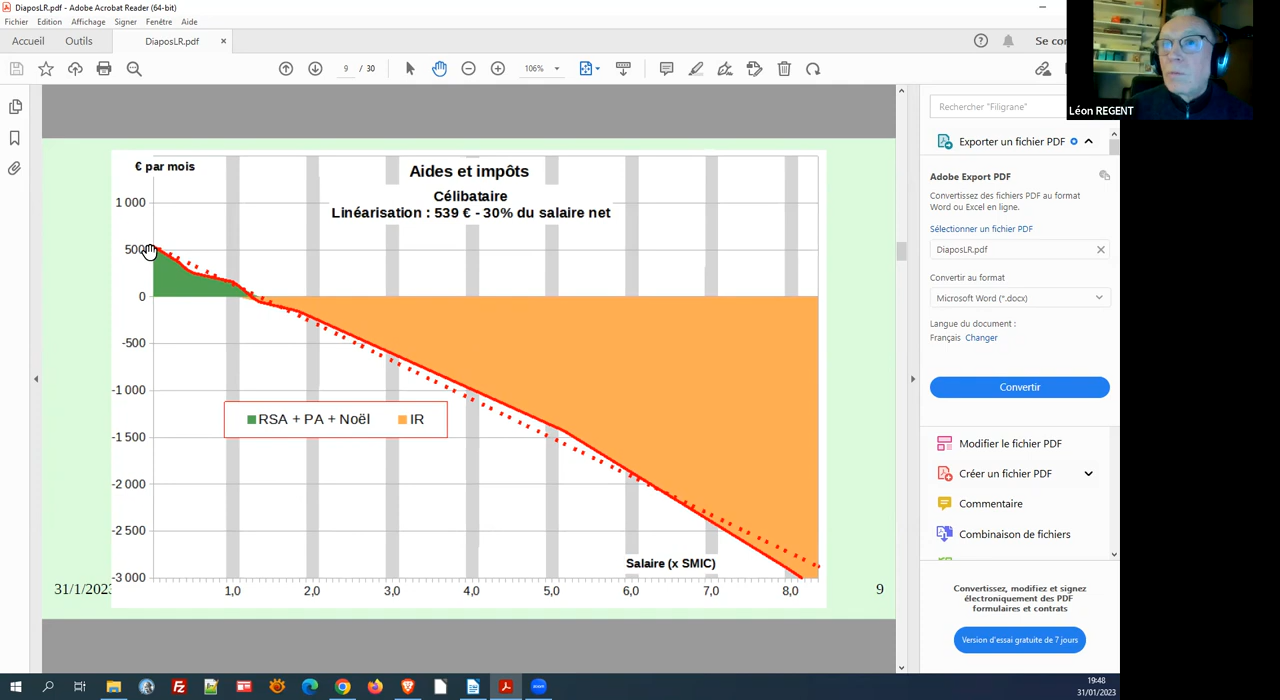 DiaposLR.pdf - Adobe Acrobat Reader (64-bit)
Fichier Edition Affichage Signer Fenêtre Aide
Accueil Outils DiaposLR.pdf ×
Se co
9 / 30
106%
Léon REGENT
€ par mois
Aides et impôts
Célibataire
Linéarisation : 539 € - 30% du salaire net
1 000
500
0
-500
-1 000
-1 500
-2 000
-2 500
-3 000
RSA + PA + Noël IR
Salaire (x SMIC)
1,0 2,0 3,0 4,0 5,0 6,0 7,0 8,0
31/1/2023
9
Rechercher "Filigrane"
Exporter un fichier PDF
Adobe Export PDF
Convertissez des fichiers PDF au format
Word ou Excel en ligne.
Sélectionner un fichier PDF
DiaposLR.pdf
Convertir au format
Microsoft Word (*.docx)
Langue du document :
Français Changer
Convertir
Modifier le fichier PDF
Créer un fichier PDF
Commentaire
Combinaison de fichiers
Convertissez, modifiez et signez
électroniquement des PDF
formulaires et contrats
Version d'essai gratuite de 7 jours
zoom
19:48
31/01/2023